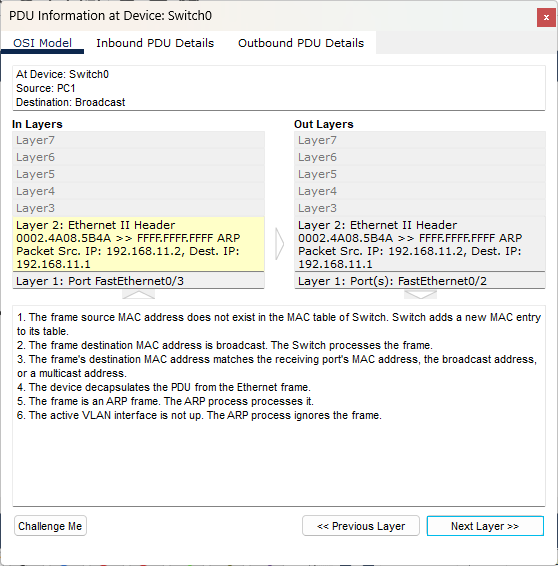 PDU Information at Device: Switch0
x
OSI Model
Inbound PDU Details
Outbound PDU Details
At Device: Switch0
Source: PC1
Destination: Broadcast
In Layers
Layer7
Layer6
Layer5
Layer4
Layer3
Layer 2: Ethernet II Header
0002.4A08.5B4A >> FFFF.FFFF.FFFF ARP
Packet Src. IP: 192.168.11.2, Dest. IP:
192.168.11.1
Layer 1: Port FastEthernet0/3
Out Layers
Layer7
Layer6
Layer5
Layer4
Layer3
Layer 2: Ethernet II Header
0002.4A08.5B4A >> FFFF.FFFF.FFFF ARP
Packet Src. IP: 192.168.11.2, Dest. IP:
192.168.11.1
Layer 1: Port(s): FastEthernet0/2
1. The frame source MAC address does not exist in the MAC table of Switch. Switch adds a new MAC entry
to its table.
2. The frame destination MAC address is broadcast. The Switch processes the frame.
3. The frame's destination MAC address matches the receiving port's MAC address, the broadcast address,
or a multicast address.
4. The device decapsulates the PDU from the Ethernet frame.
5. The frame is an ARP frame. The ARP process processes it.
6. The active VLAN interface is not up. The ARP process ignores the frame.
Challenge Me
<< Previous Layer
Next Layer >>